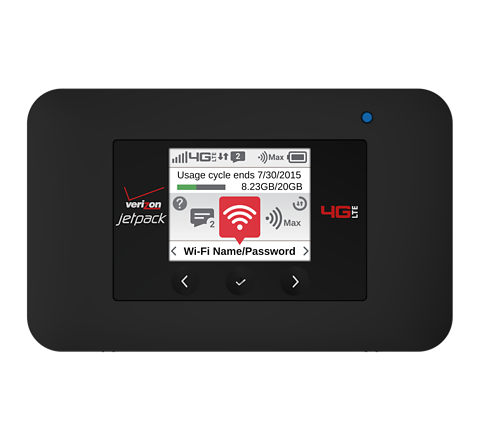 4G LTE 2 Max
Usage cycle ends 7/30/2015
8.23GB/20GB
?
2 Max
Wi-Fi Name/Password
verizon
jetpack
4G LTE